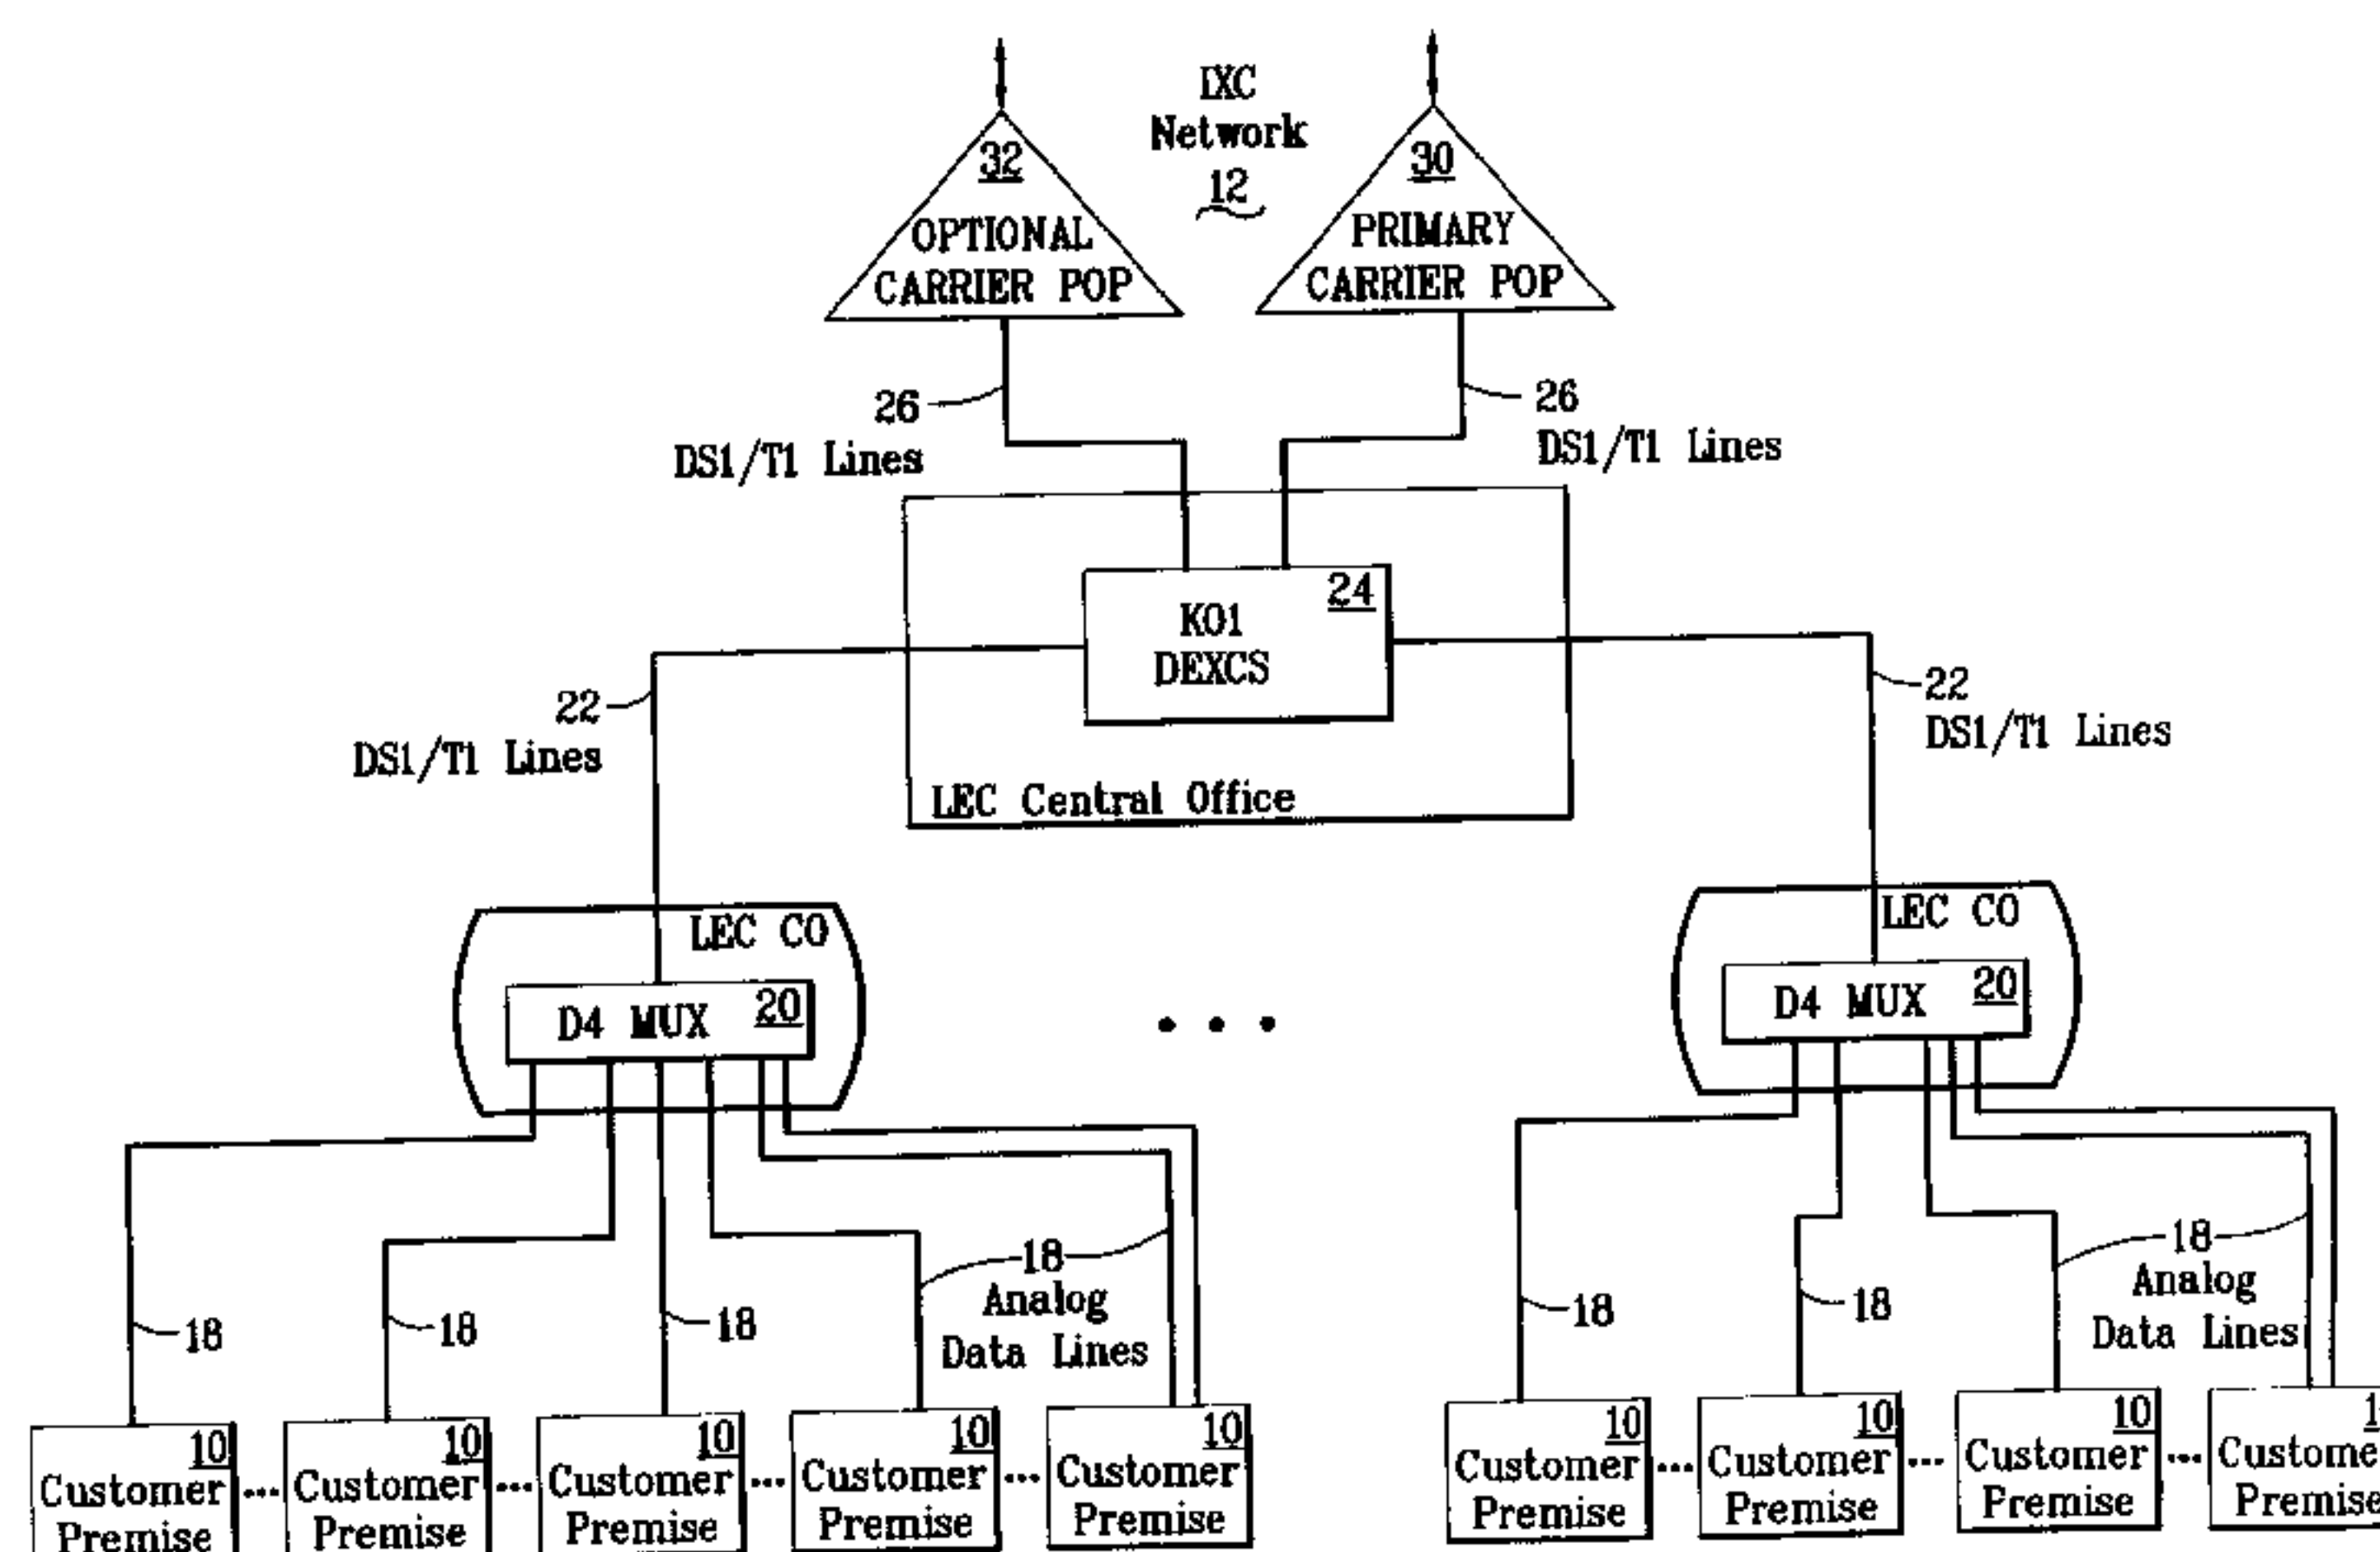 IXC
Network
12
32
OPTIONAL
CARRIER POP
30
PRIMARY
CARRIER POP
26
DS1/T1 Lines
26
DS1/T1 Lines
24
K01
DEXCS
LEC Central Office
22
DS1/T1 Lines
22
DS1/T1 Lines
LEC CO
D4 MUX 20
LEC CO
D4 MUX 20
18
18
18
18
Analog
Data Lines
18
18
18
Analog
Data Lines
10
Customer
Premise
...
10
Customer
Premise
...
10
Customer
Premise
...
10
Customer
Premise
...
10
Customer
Premise
10
Customer
Premise
...
10
Customer
Premise
...
10
Customer
Premise
...
1
Custome
Premise